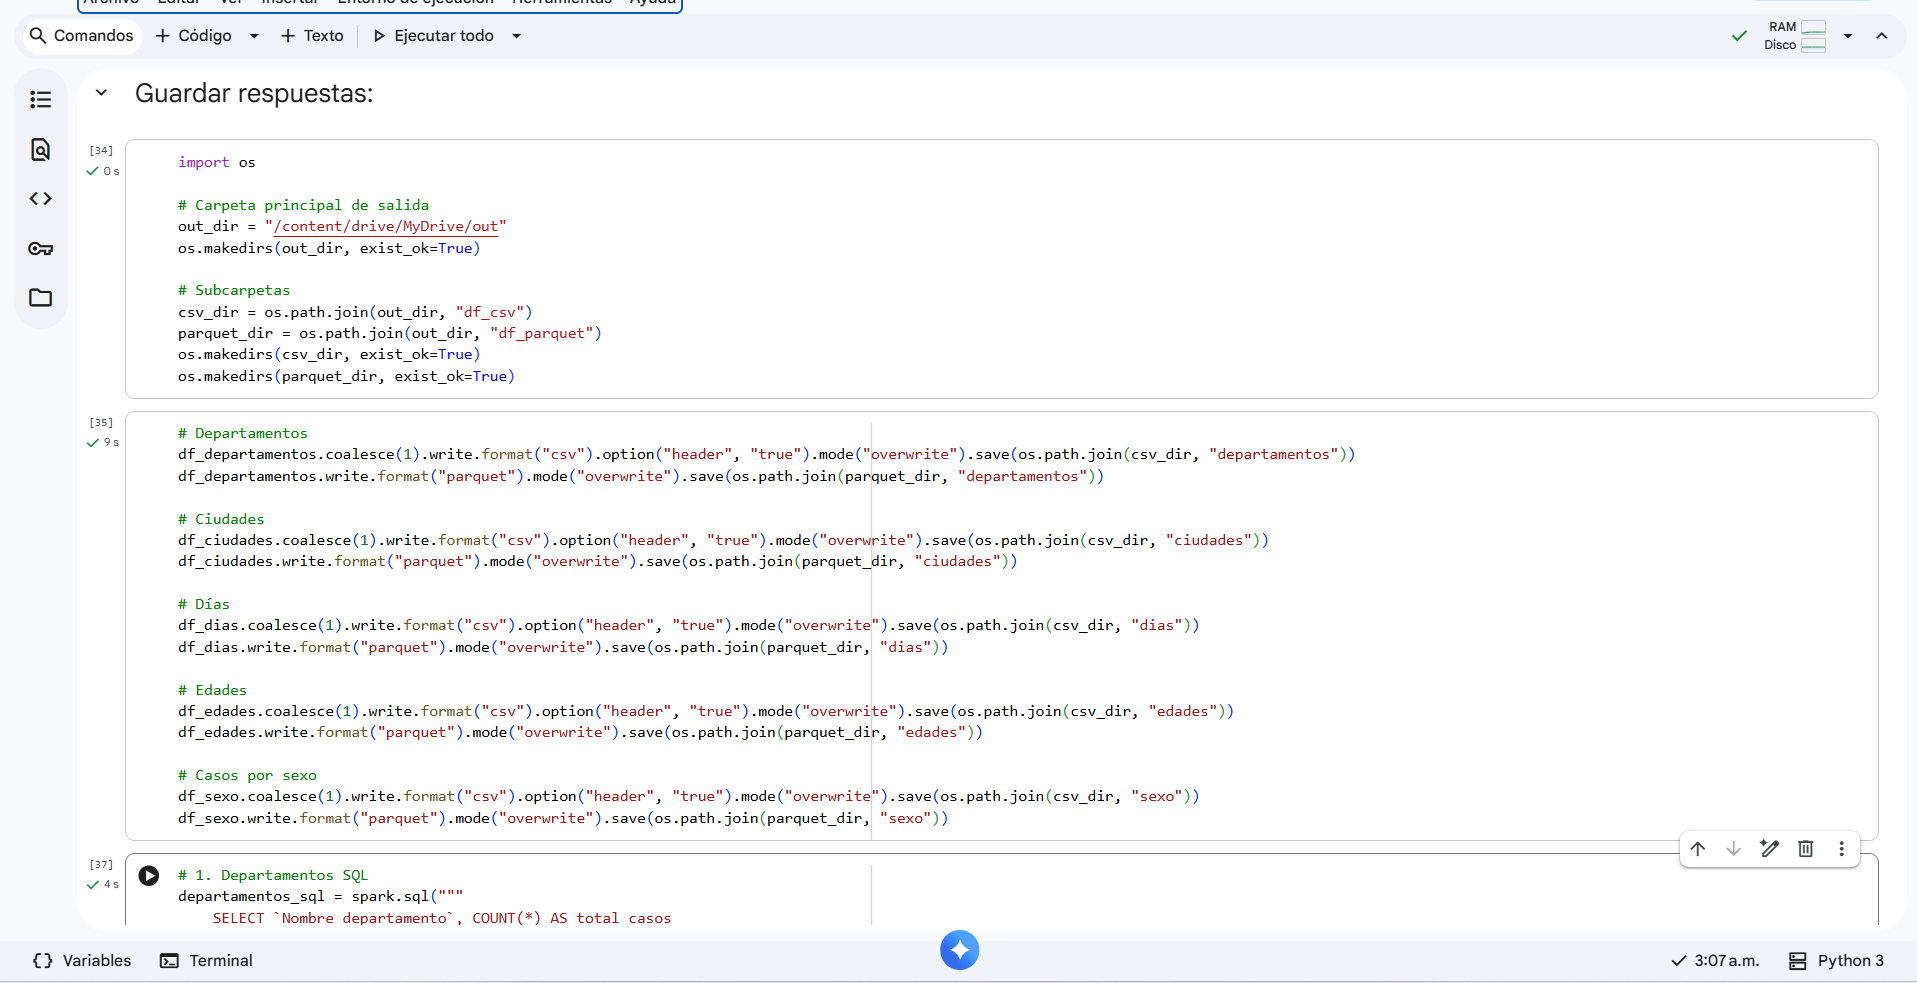 Archivo Editar Ver Insertar Entorno de ejecución Herramientas Ayuda
Comandos + Código + Texto Ejecutar todo
RAM
Disco
Guardar respuestas:
[34]
0 s
import os
# Carpeta principal de salida
out_dir = "/content/drive/MyDrive/out"
os.makedirs(out_dir, exist_ok=True)
# Subcarpetas
csv_dir = os.path.join(out_dir, "df_csv")
parquet_dir = os.path.join(out_dir, "df_parquet")
os.makedirs(csv_dir, exist_ok=True)
os.makedirs(parquet_dir, exist_ok=True)
[35]
9 s
# Departamentos
df_departamentos.coalesce(1).write.format("csv").option("header", "true").mode("overwrite").save(os.path.join(csv_dir, "departamentos"))
df_departamentos.write.format("parquet").mode("overwrite").save(os.path.join(parquet_dir, "departamentos"))
# Ciudades
df_ciudades.coalesce(1).write.format("csv").option("header", "true").mode("overwrite").save(os.path.join(csv_dir, "ciudades"))
df_ciudades.write.format("parquet").mode("overwrite").save(os.path.join(parquet_dir, "ciudades"))
# Días
df_dias.coalesce(1).write.format("csv").option("header", "true").mode("overwrite").save(os.path.join(csv_dir, "dias"))
df_dias.write.format("parquet").mode("overwrite").save(os.path.join(parquet_dir, "dias"))
# Edades
df_edades.coalesce(1).write.format("csv").option("header", "true").mode("overwrite").save(os.path.join(csv_dir, "edades"))
df_edades.write.format("parquet").mode("overwrite").save(os.path.join(parquet_dir, "edades"))
# Casos por sexo
df_sexo.coalesce(1).write.format("csv").option("header", "true").mode("overwrite").save(os.path.join(csv_dir, "sexo"))
df_sexo.write.format("parquet").mode("overwrite").save(os.path.join(parquet_dir, "sexo"))
[37]
4 s
# 1. Departamentos SQL
departamentos_sql = spark.sql("""
SELECT `Nombre departamento`, COUNT(*) AS total casos
Variables Terminal
3:07 a.m. Python 3